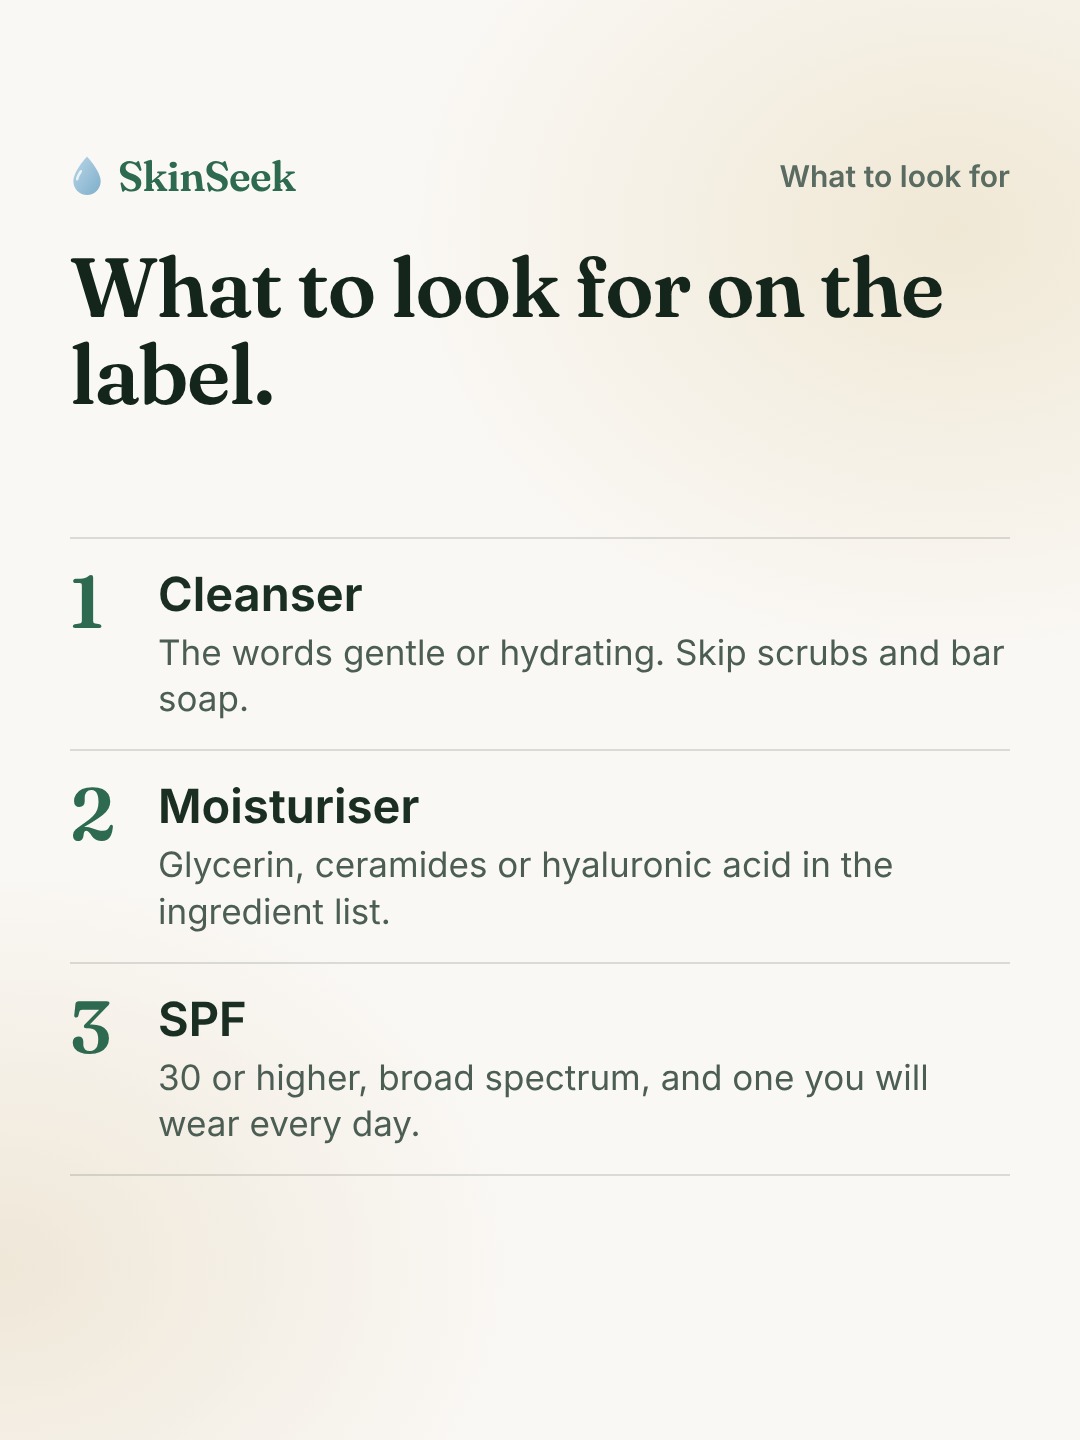 SkinSeek
What to look for
What to look for on the
label.
1
Cleanser
The words gentle or hydrating. Skip scrubs and bar
soap.
2
Moisturiser
Glycerin, ceramides or hyaluronic acid in the
ingredient list.
3
SPF
30 or higher, broad spectrum, and one you will
wear every day.